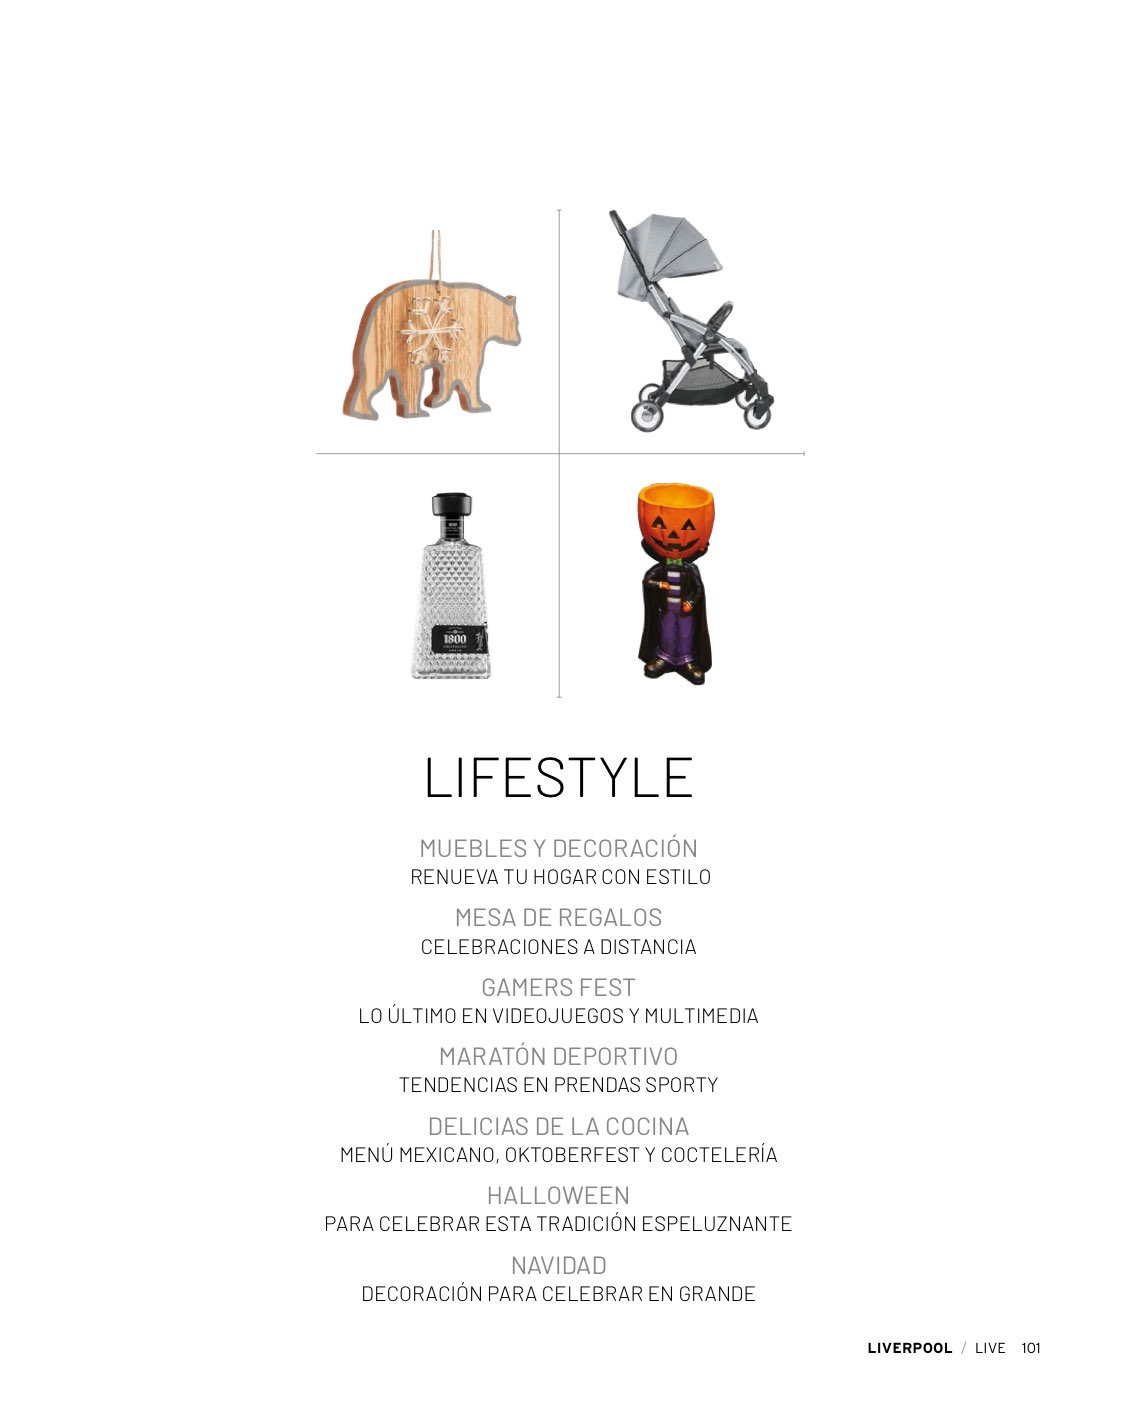 1800
LIFESTYLE
MUEBLES Y DECORACIÓN
RENUEVA TU HOGAR CON ESTILO
MESA DE REGALOS
CELEBRACIONES A DISTANCIA
GAMERS FEST
LO ÚLTIMO EN VIDEOJUEGOS Y MULTIMEDIA
MARATÓN DEPORTIVO
TENDENCIAS EN PRENDAS SPORTY
DELICIAS DE LA COCINA
MENÚ MEXICANO, OKTOBERFEST Y COCTELERÍA
HALLOWEEN
PARA CELEBRAR ESTA TRADICIÓN ESPELUZNANTE
NAVIDAD
DECORACIÓN PARA CELEBRAR EN GRANDE
LIVERPOOL / LIVE 101